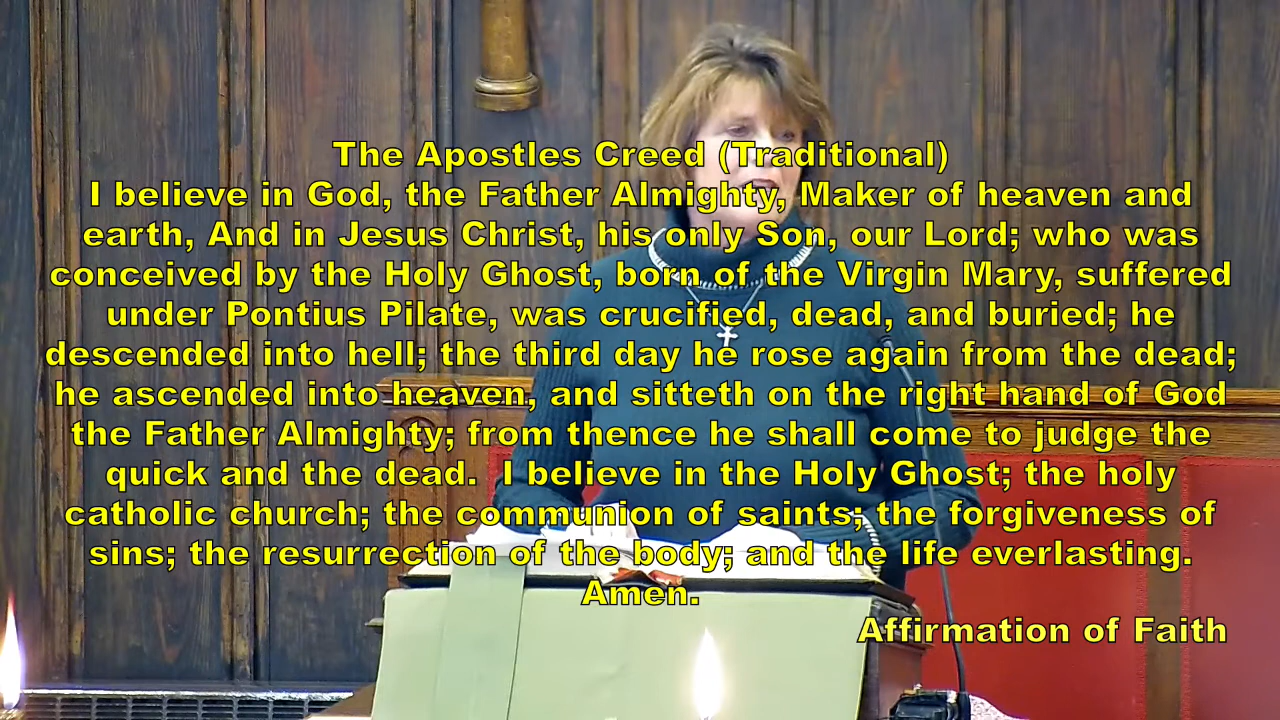 The Apostles Creed (Traditional)
I believe in God, the Father Almighty, Maker of heaven and
earth, And in Jesus Christ, his only Son, our Lord; who was
conceived by the Holy Ghost, born of the Virgin Mary, suffered
under Pontius Pilate, was crucified, dead, and buried; he
descended into hell; the third day he rose again from the dead;
he ascended into heaven, and sitteth on the right hand of God
the Father Almighty; from thence he shall come to judge the
quick and the dead.  I believe in the Holy Ghost; the holy
catholic church; the communion of saints; the forgiveness of
sins; the resurrection of the body; and the life everlasting.
Amen.
Affirmation of Faith